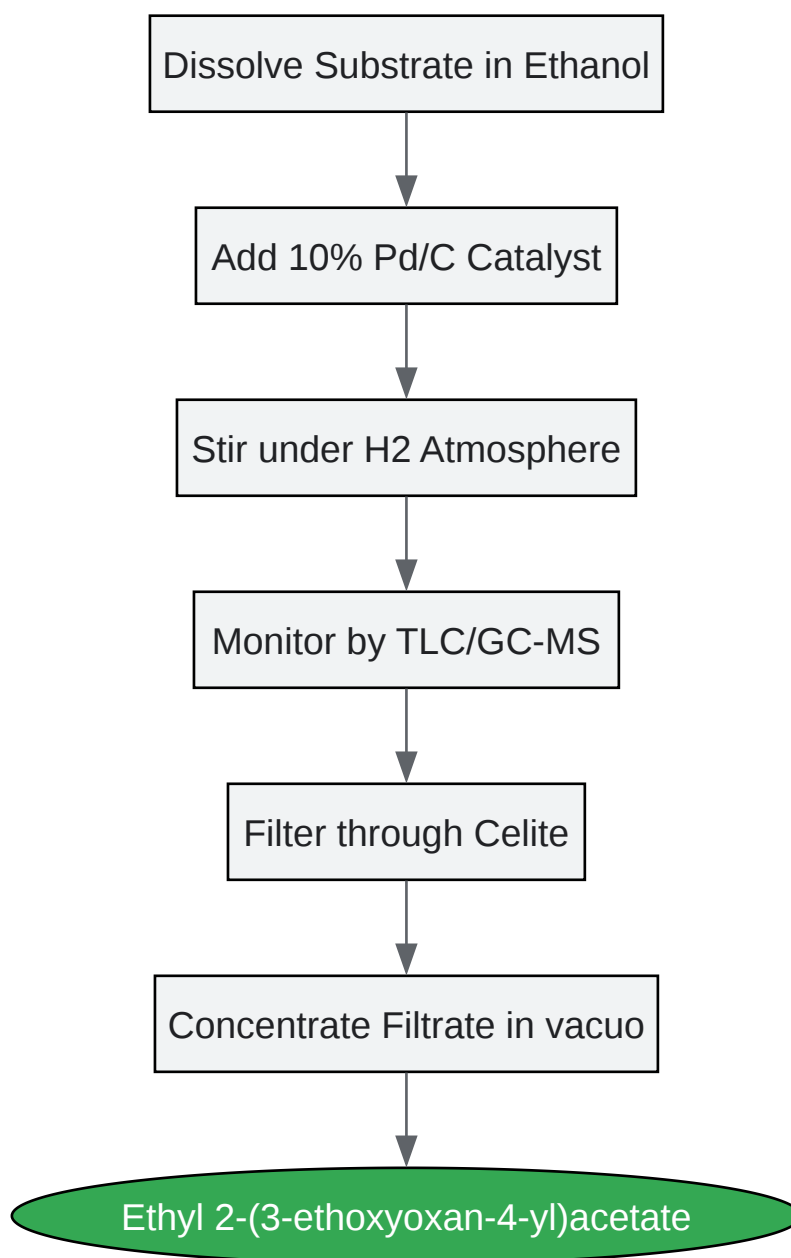 Dissolve Substrate in Ethanol
Add 10% Pd/C Catalyst
Stir under H2 Atmosphere
Monitor by TLC/GC-MS
Filter through Celite
Concentrate Filtrate in vacuo
Ethyl 2-(3-ethoxyoxan-4-yl)acetate